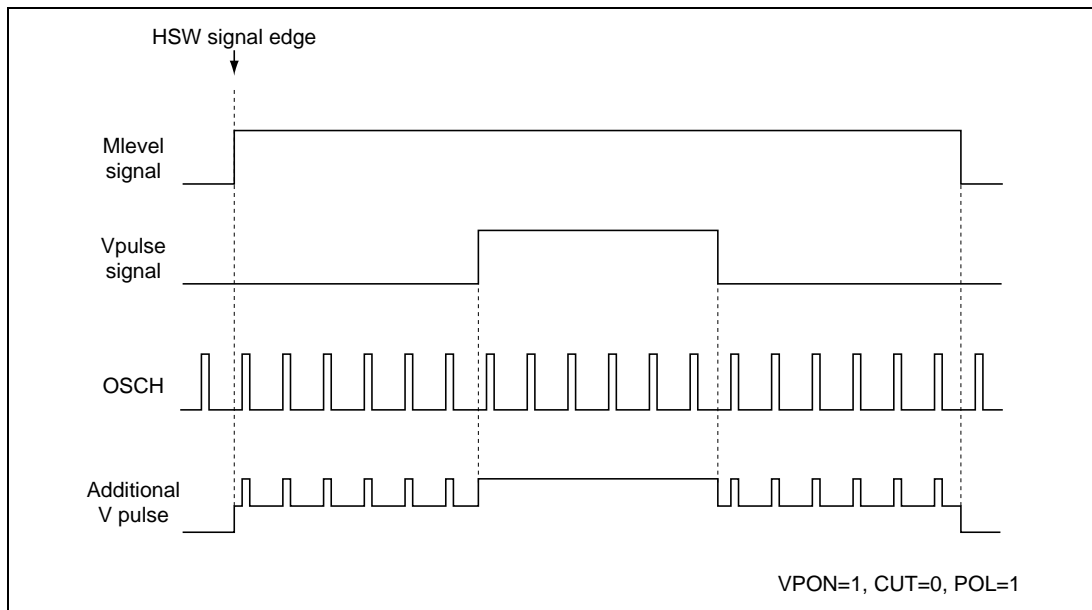 HSW signal edge
Mlevel
signal
Vpulse
signal
OSCH
Additional
V pulse
VPON=1, CUT=0, POL=1